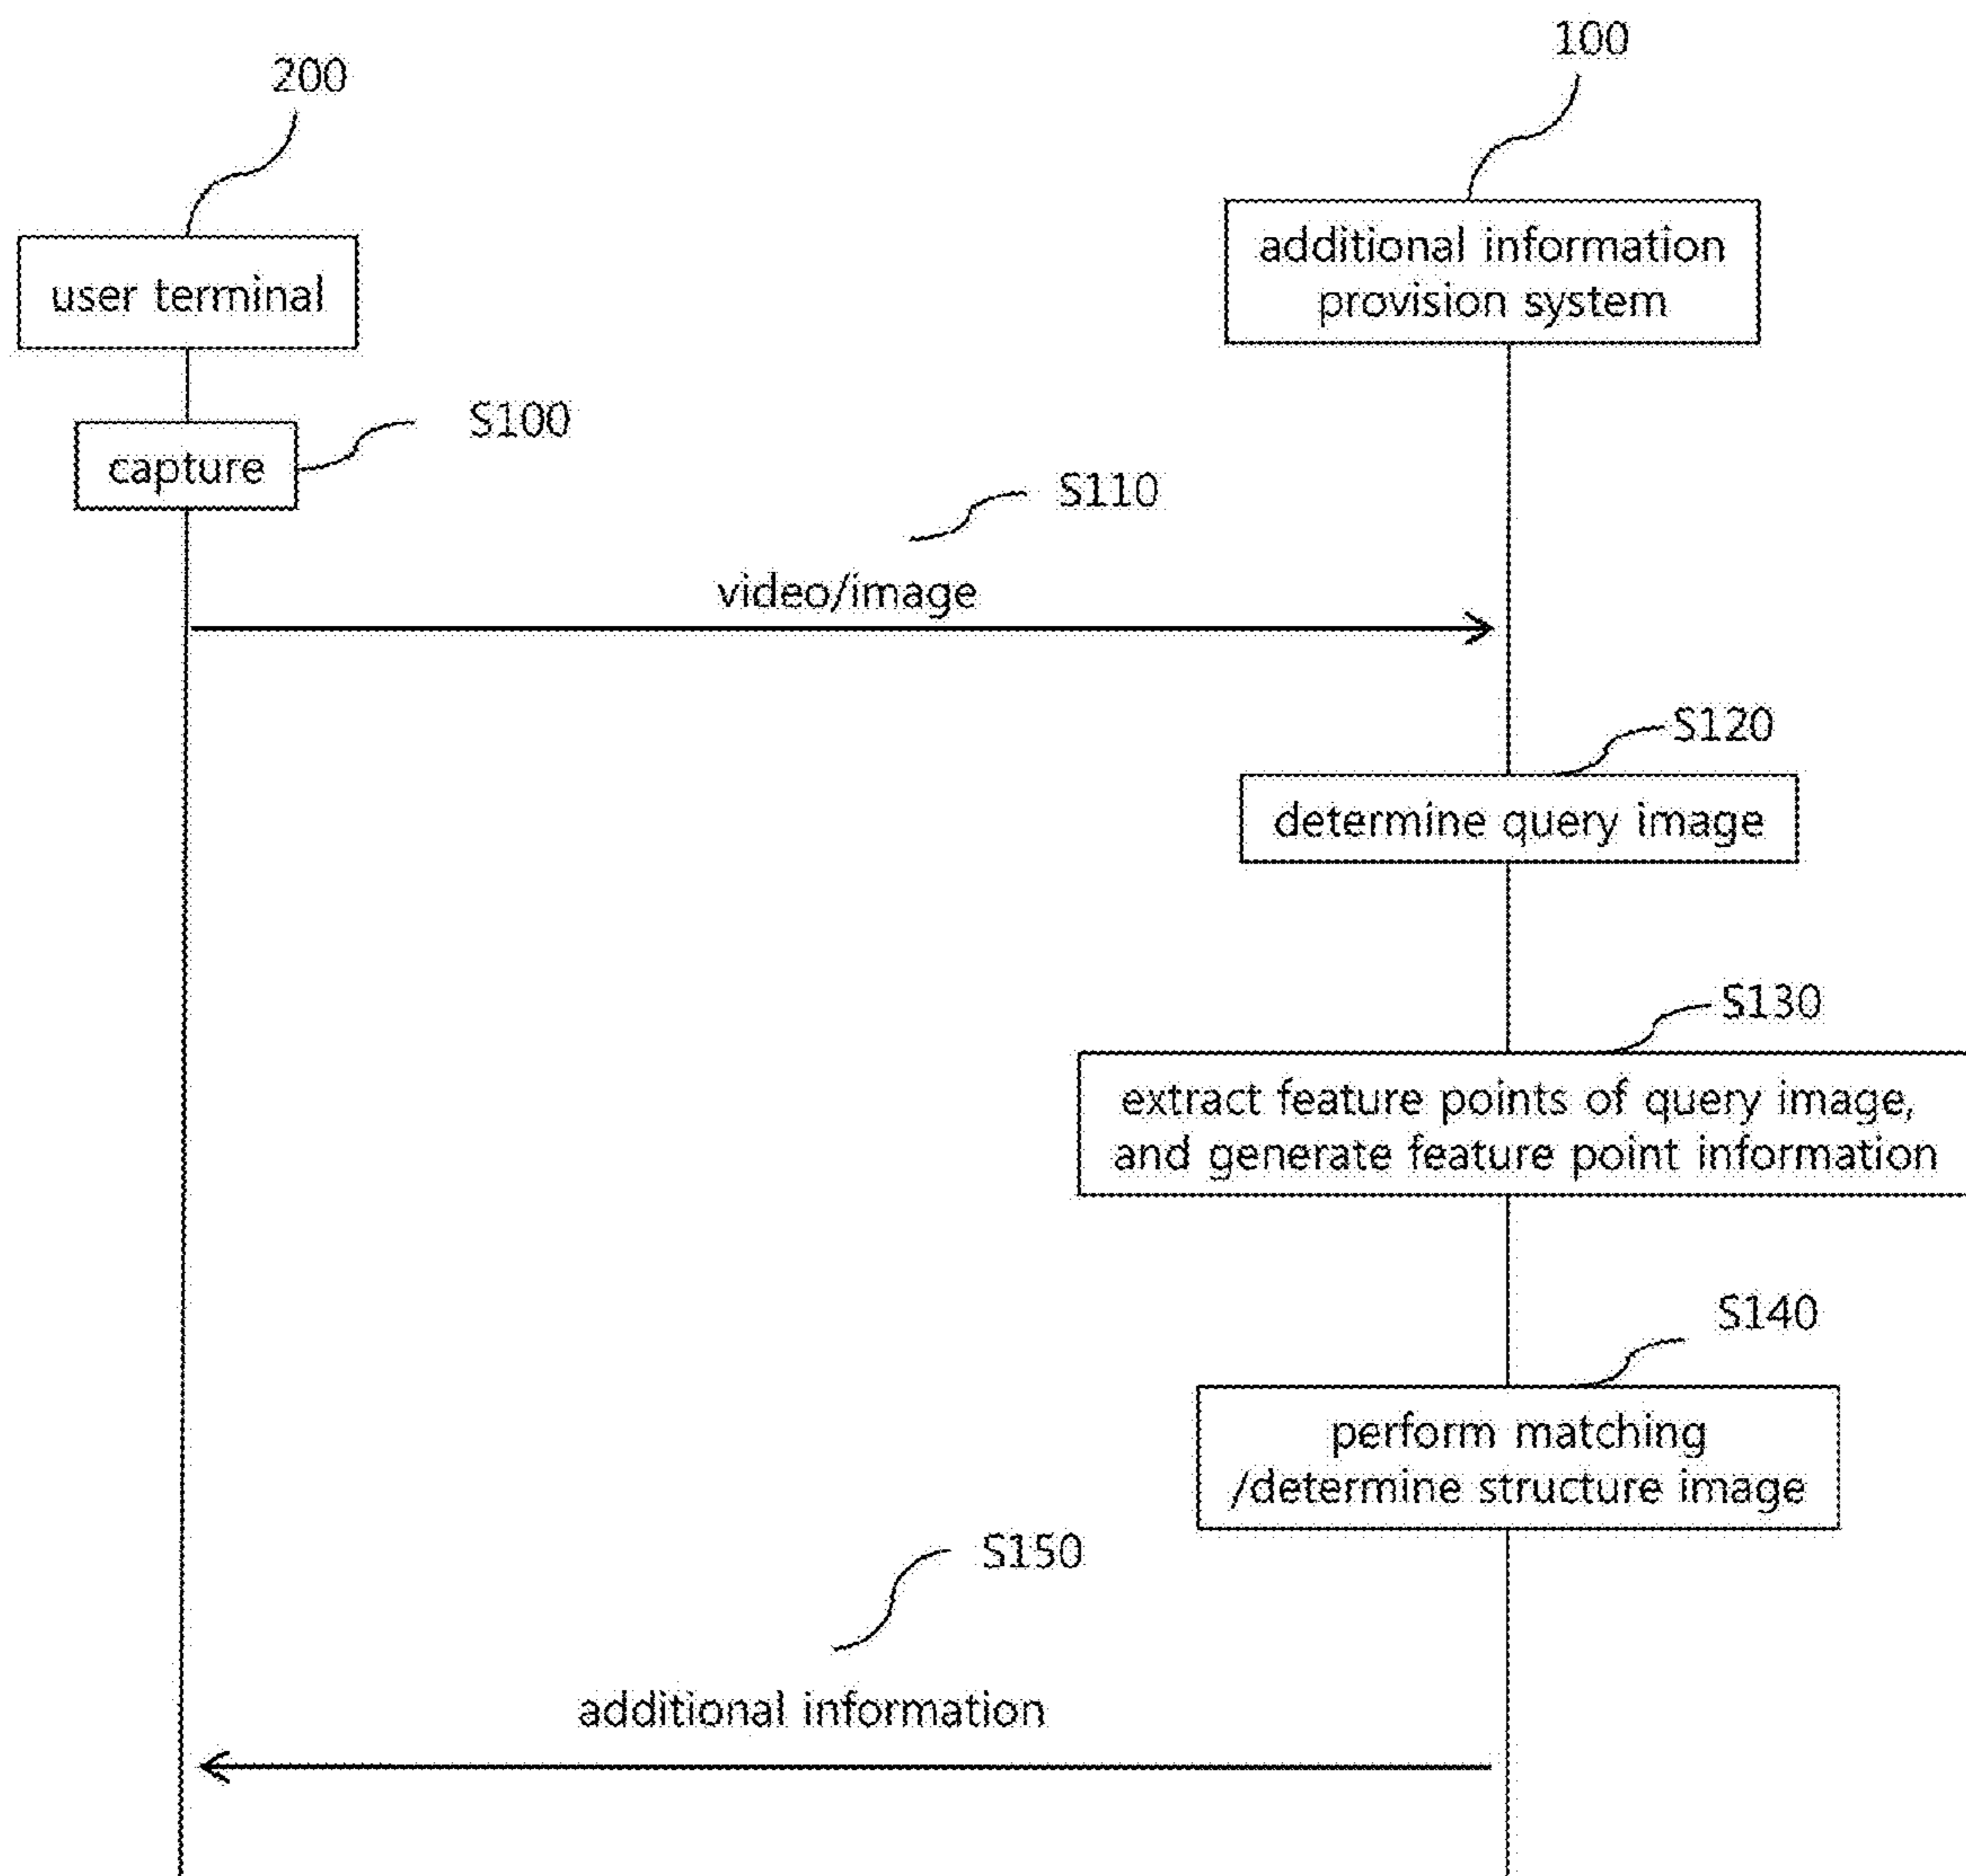 200
100
user terminal
additional information
provision system
capture
S100
S110
video/image
S120
determine query image
S130
extract feature points of query image,
and generate feature point information
S140
perform matching
/determine structure image
S150
additional information